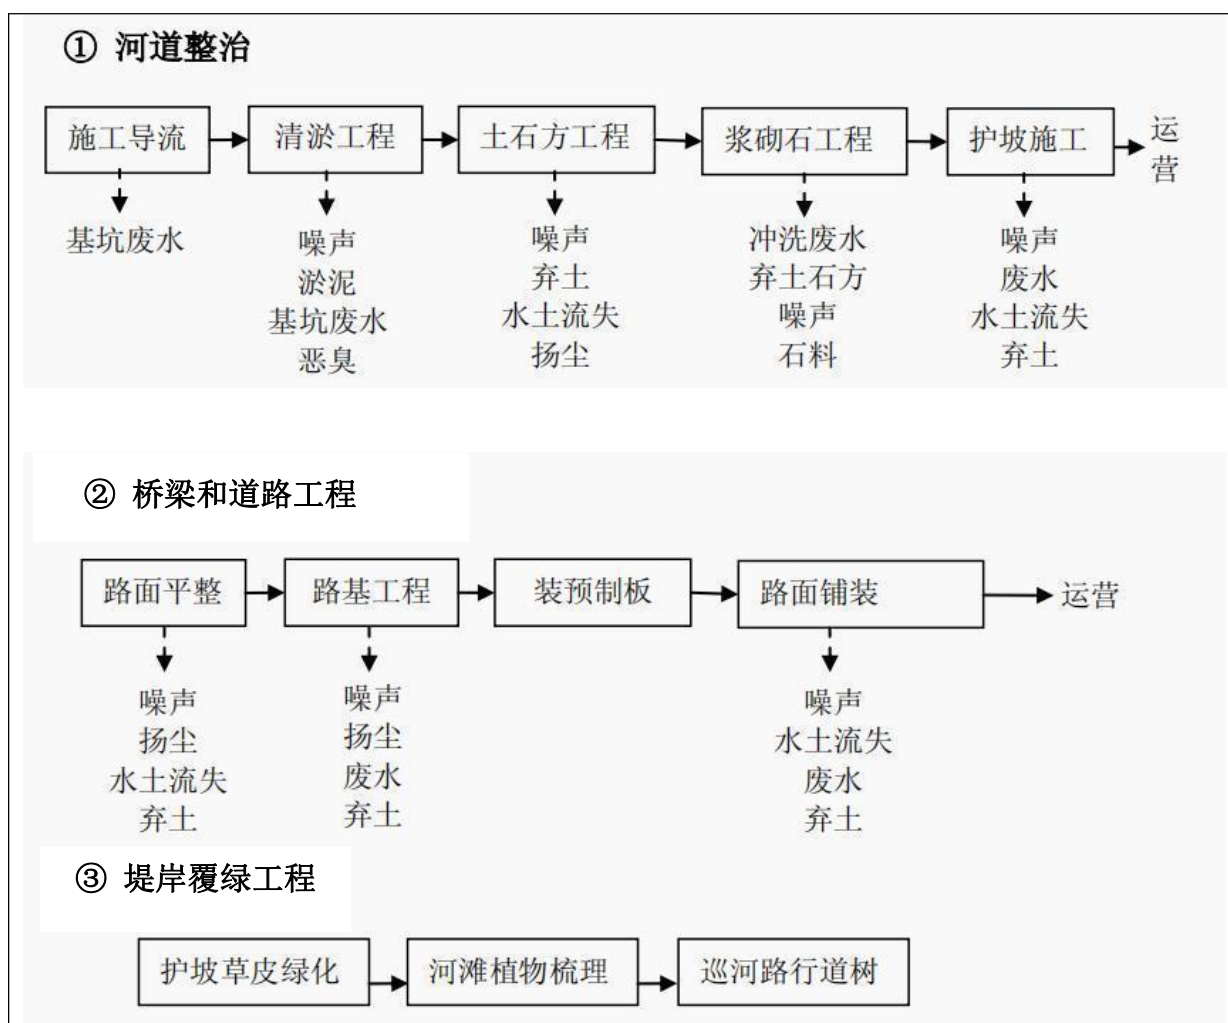 ① 河道整治
施工导流
清淤工程
土石方工程
浆砌石工程
护坡施工
运
营
基坑废水
噪声
淤泥
基坑废水
恶臭
噪声
弃土
水土流失
扬尘
冲洗废水
弃土石方
噪声
石料
噪声
废水
水土流失
弃土
② 桥梁和道路工程
路面平整
路基工程
装预制板
路面铺装
运营
噪声
扬尘
水土流失
弃土
噪声
扬尘
废水
弃土
噪声
水土流失
废水
弃土
③ 堤岸覆绿工程
护坡草皮绿化
河滩植物梳理
巡河路行道树